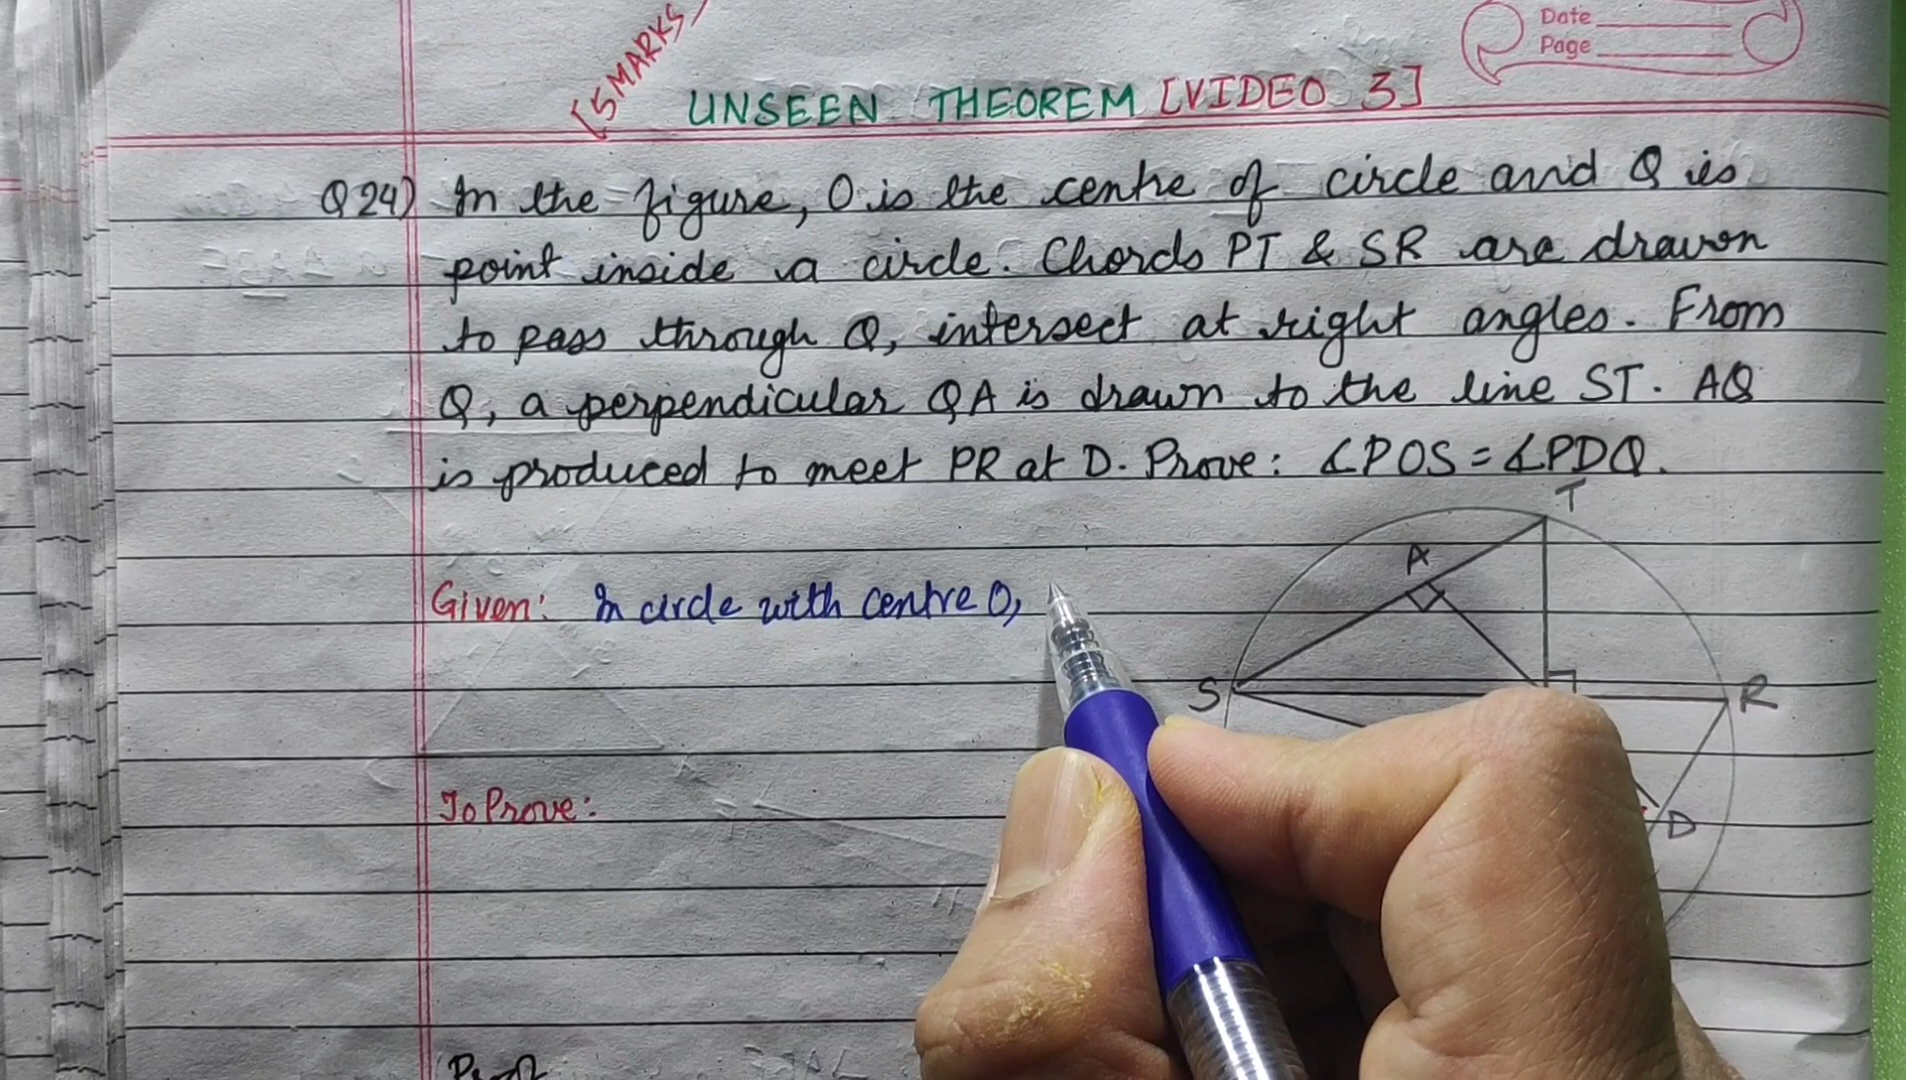 Date
Page
[5MARKS]
UNSEEN THEOREM [VIDEO 3]
Q24) In the figure, O is the centre of circle and Q is
point inside a circle. Chords PT & SR are drawn
to pass through Q, intersect at right angles. From
Q, a perpendicular QA is drawn to the line ST. AQ
is produced to meet PR at D. Prove: ∠POS = ∠PDQ.
T
A
Given: In circle with centre O,
S
R
To Prove:
D